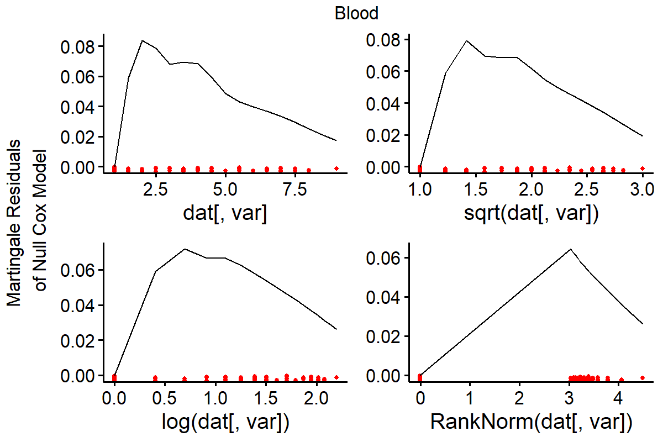 Blood
Martingale Residuals
of Null Cox Model
0.08
0.06
0.04
0.02
0.00
2.5 5.0 7.5
dat[, var]
0.08
0.06
0.04
0.02
0.00
1.0 1.5 2.0 2.5 3.0
sqrt(dat[, var])
0.06
0.04
0.02
0.00
0.0 0.5 1.0 1.5 2.0
log(dat[, var])
0.06
0.04
0.02
0.00
0 1 2 3 4
RankNorm(dat[, var])